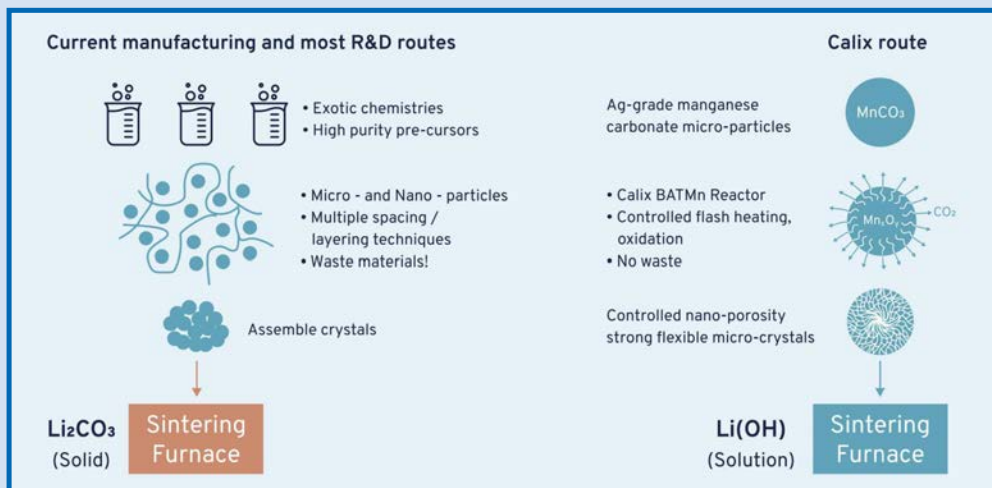 Current manufacturing and most R&D routes
• Exotic chemistries
• High purity pre-cursors
• Micro - and Nano - particles
• Multiple spacing /
layering techniques
• Waste materials!
Assemble crystals
Li₂CO₃
(Solid)
Sintering
Furnace
Calix route
Ag-grade manganese
carbonate micro-particles
MnCO₃
• Calix BATMn Reactor
• Controlled flash heating,
oxidation
• No waste
MnₓOᵧ
CO₂
Controlled nano-porosity
strong flexible micro-crystals
Li(OH)
(Solution)
Sintering
Furnace